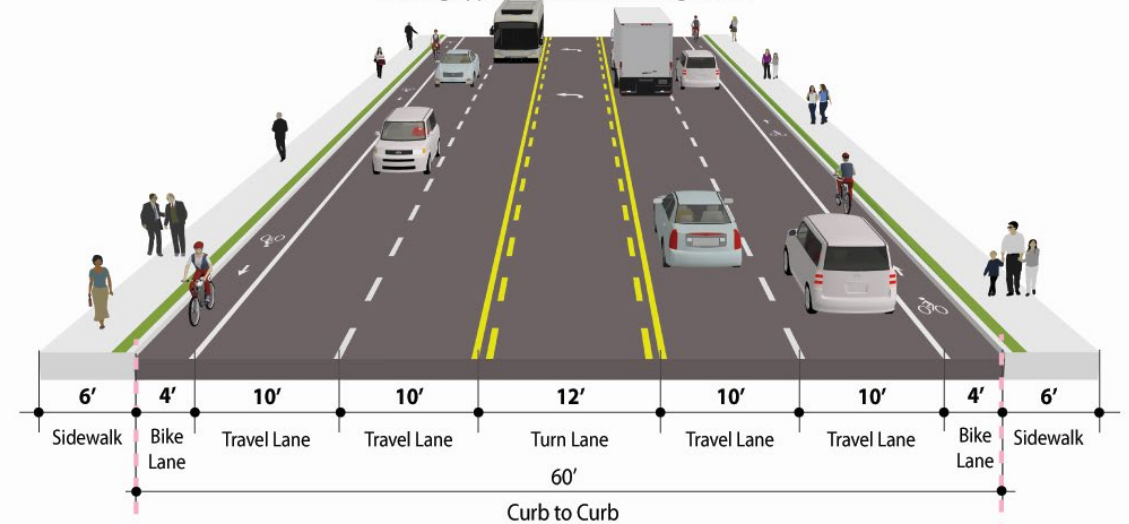 6' 4' 10' 10' 12' 10' 10' 4' 6'
Sidewalk Bike Lane Travel Lane Travel Lane Turn Lane Travel Lane Travel Lane Bike Lane Sidewalk
60'
Curb to Curb